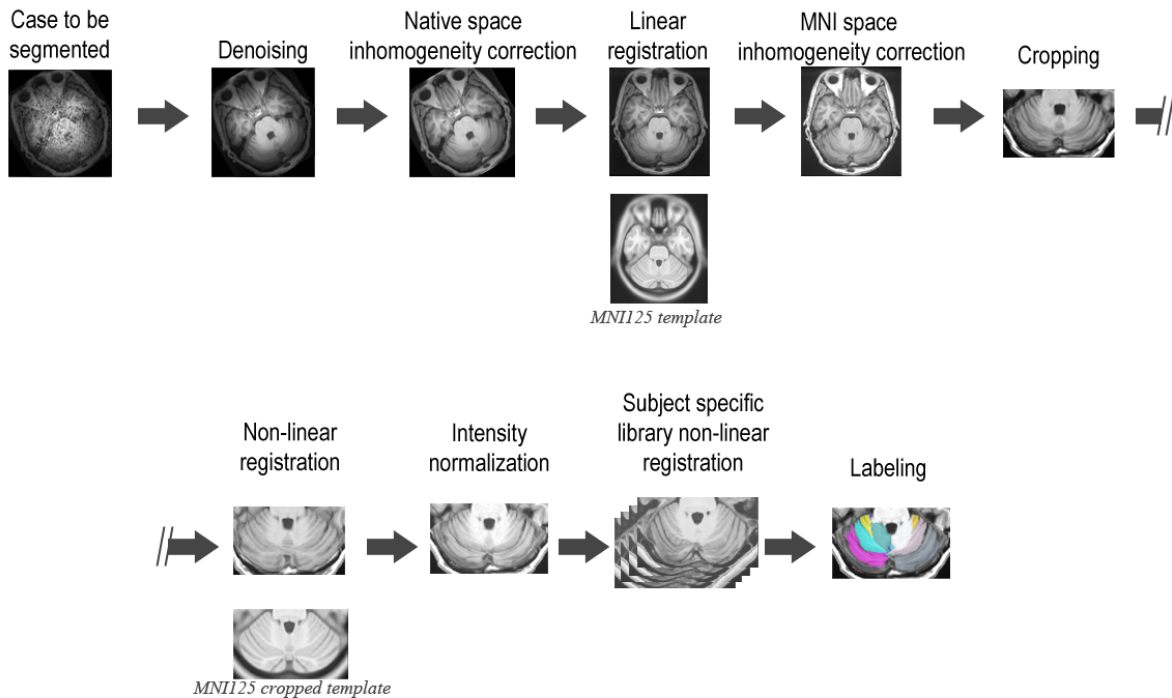 Case to be
segmented
Denoising
Native space
inhomogeneity correction
Linear
registration
MNI space
inhomogeneity correction
Cropping
MNI125 template
Non-linear
registration
Intensity
normalization
Subject specific
library non-linear
registration
Labeling
MNI125 cropped template